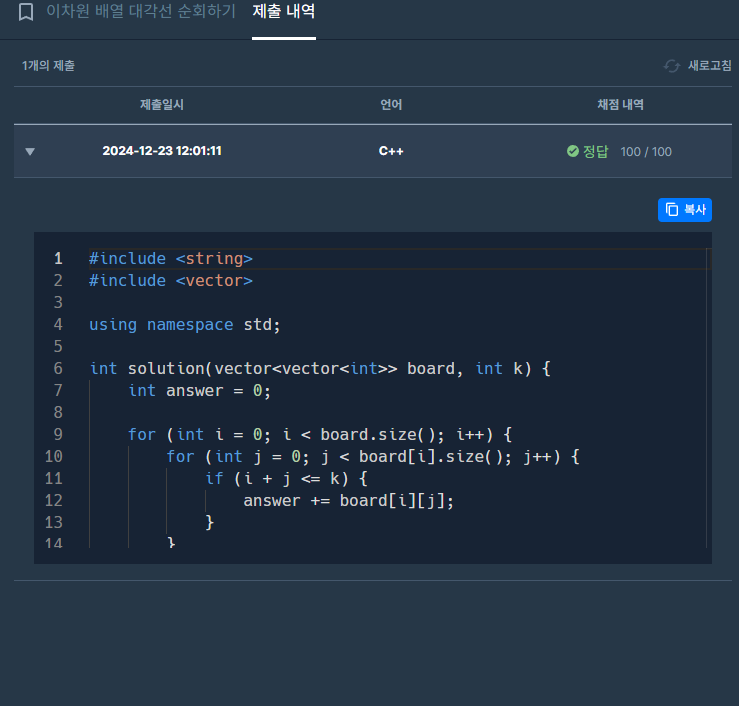 이차원 배열 대각선 순회하기 제출 내역
1개의 제출 새로고침
제출일시 언어 채점 내역
2024-12-23 12:01:11 C++ 정답 100 / 100
복사
1 #include <string>
2 #include <vector>
3
4 using namespace std;
5
6 int solution(vector<vector<int>> board, int k) {
7     int answer = 0;
8
9     for (int i = 0; i < board.size(); i++) {
10         for (int j = 0; j < board[i].size(); j++) {
11             if (i + j <= k) {
12                 answer += board[i][j];
13             }
14         }